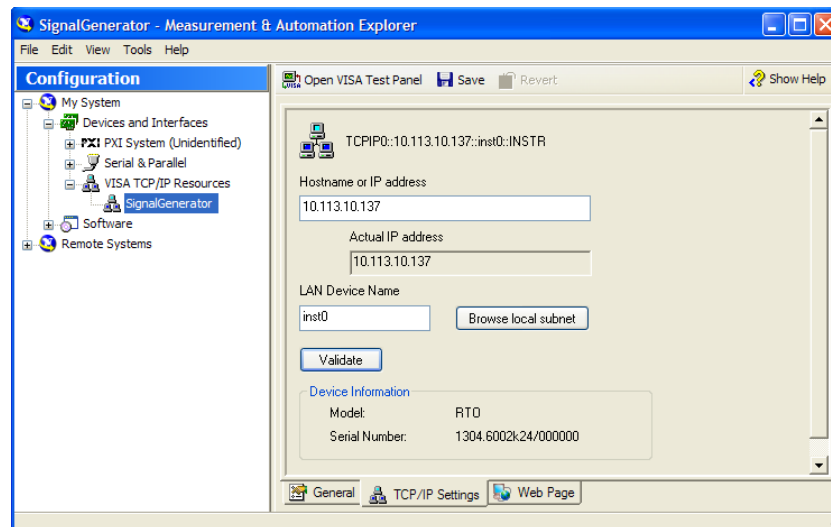 SignalGenerator - Measurement & Automation Explorer
File Edit View Tools Help
Configuration
My System
Devices and Interfaces
PXI PXI System (Unidentified)
Serial & Parallel
VISA TCP/IP Resources
SignalGenerator
Software
Remote Systems
VISA Open VISA Test Panel Save Revert Show Help
TCPIP0::10.113.10.137::inst0::INSTR
Hostname or IP address
10.113.10.137
Actual IP address
10.113.10.137
LAN Device Name
inst0 Browse local subnet
Validate
Device Information
Model: RTO
Serial Number: 1304.6002k24/000000
General TCP/IP Settings Web Page